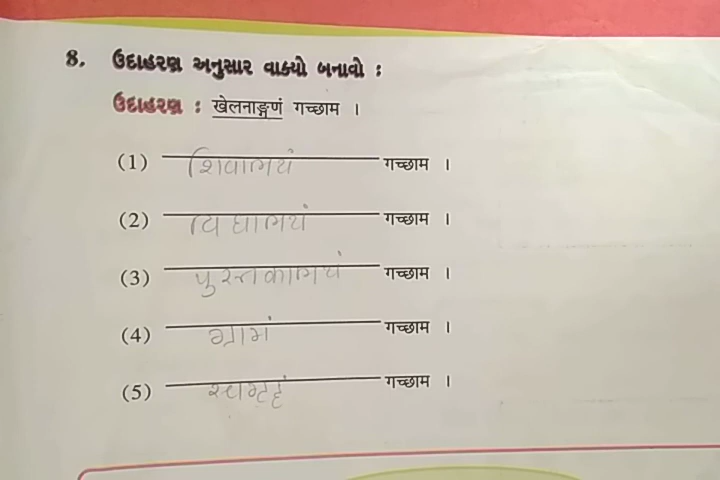 8. ઉદાહરણ અનુસાર વાક્યો બનાવો :
ઉદાહરણ : खेलनाङ्गणं गच्छाम ।
(1) शिवालयं गच्छाम ।
(2) विद्यालयं गच्छाम ।
(3) पुस्तकालयं गच्छाम ।
(4) ग्रामं गच्छाम ।
(5) गच्छाम ।